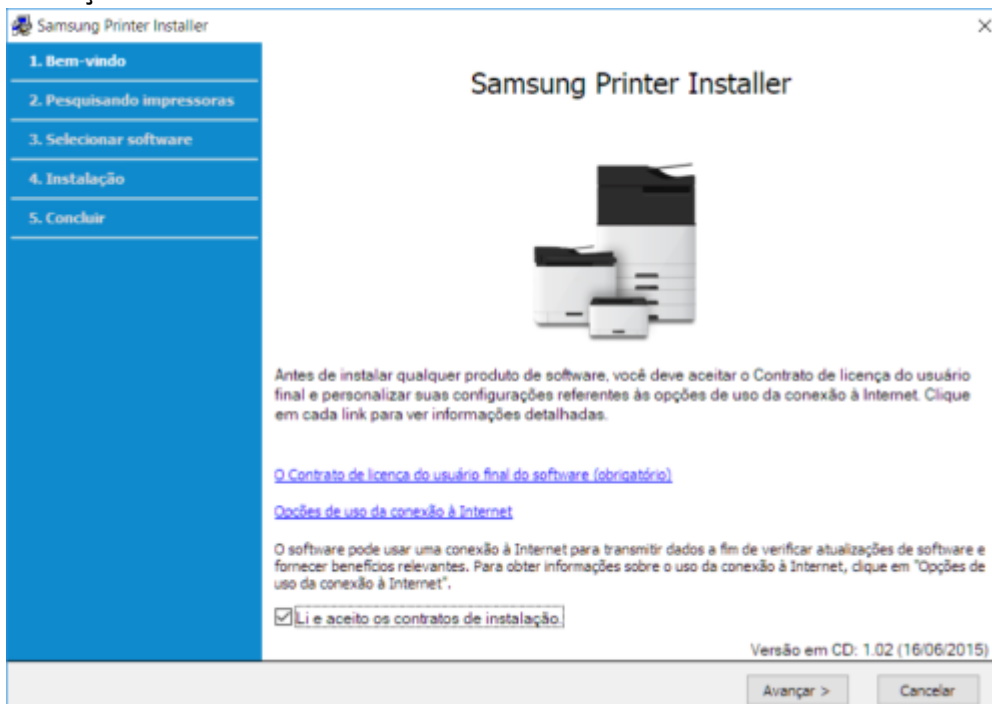 Samsung Printer Installer
1. Bem-vindo
2. Pesquisando impressoras
3. Selecionar software
4. Instalação
5. Concluir
Samsung Printer Installer
Antes de instalar qualquer produto de software, você deve aceitar o Contrato de licença do usuário
final e personalizar suas configurações referentes às opções de uso da conexão à Internet. Clique
em cada link para ver informações detalhadas.
O Contrato de licença do usuário final do software (obrigatório)
Opções de uso da conexão à Internet
O software pode usar uma conexão à Internet para transmitir dados a fim de verificar atualizações de software e
fornecer benefícios relevantes. Para obter informações sobre o uso da conexão à Internet, clique em "Opções de
uso da conexão à Internet".
Li e aceito os contratos de instalação.
Versão em CD: 1.02 (16/06/2015)
Avançar >
Cancelar